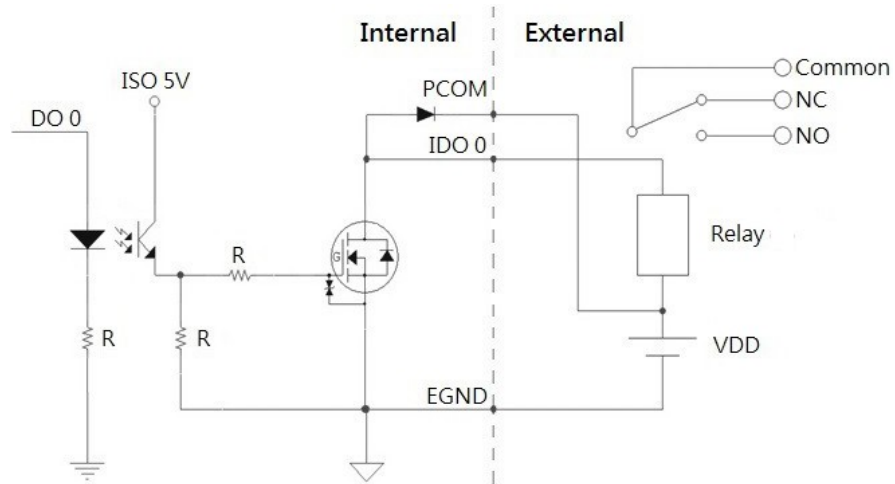 Internal
External
ISO 5V
PCOM
Common
DO 0
NC
IDO 0
NO
G
R
Relay
R
R
VDD
EGND